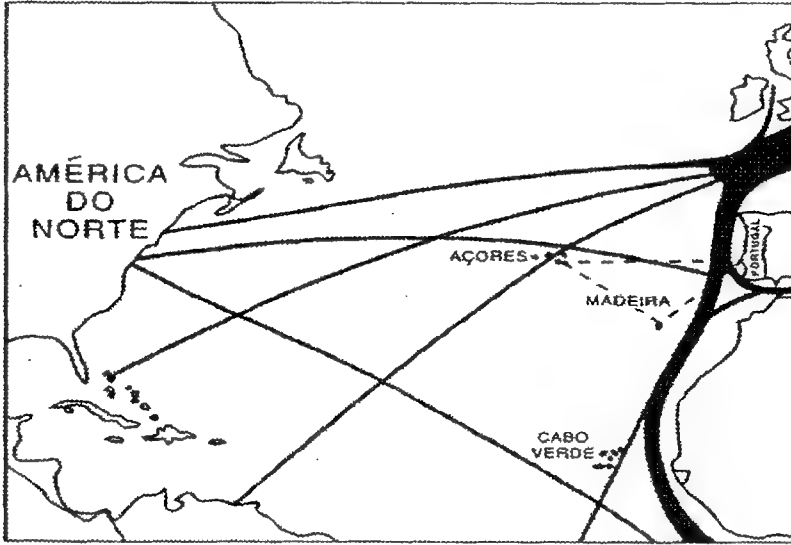 AMÉRICA
DO
NORTE
AÇORES
MADEIRA
PORTUGAL
CABO
VERDE